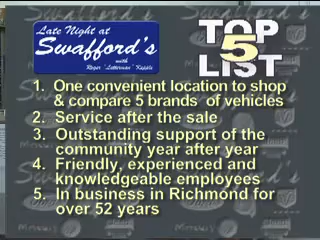 Late Night at
Swafford's
with
Roger "Letterman" Kapple
TOP
5
LIST
1. One convenient location to shop
& compare 5 brands of vehicles
2. Service after the sale
3. Outstanding support of the
community year after year
4. Friendly, experienced and
knowledgeable employees
5. In business in Richmond for
over 52 years